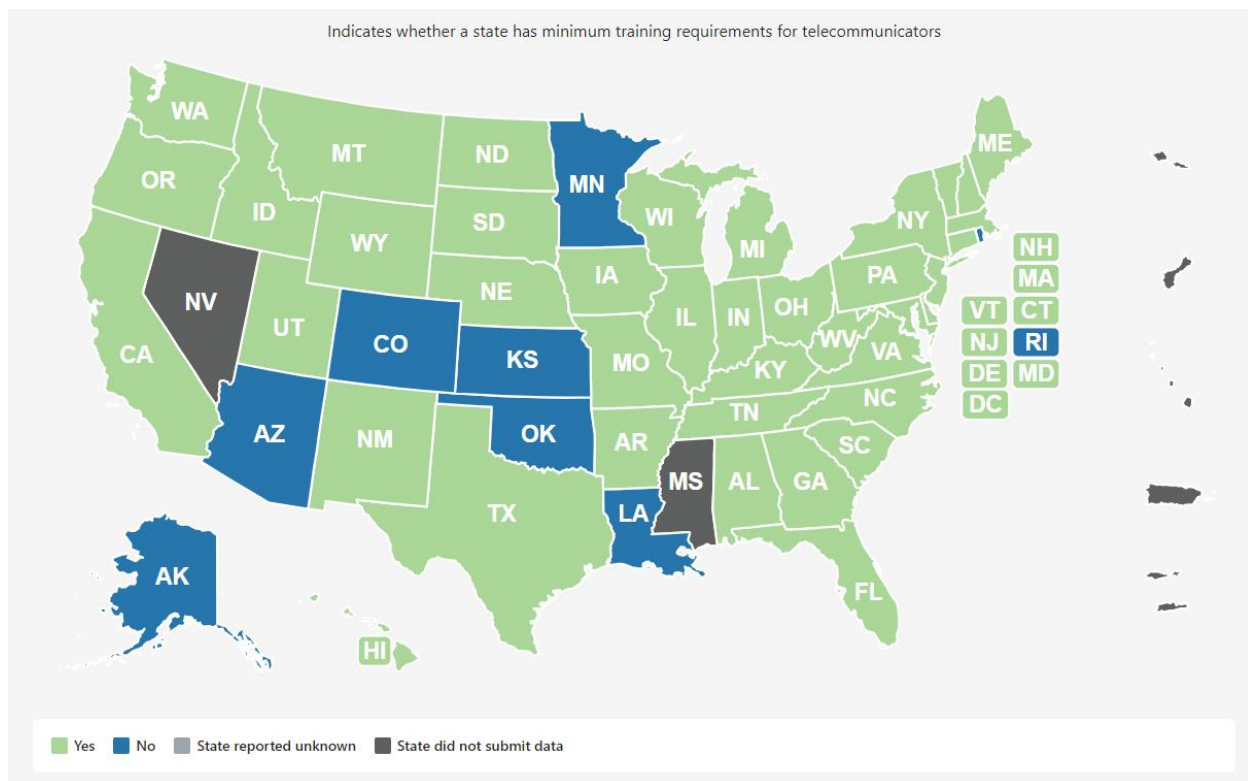 Indicates whether a state has minimum training requirements for telecommunicators
WA
MT
ND
MN
ME
OR
ID
SD
WI
NY
WY
MI
NH
MA
IA
PA
NE
NV
IL
IN
OH
VT
CT
UT
CO
WV
NJ
RI
CA
KS
MO
VA
KY
DE
MD
NC
DC
TN
AZ
NM
OK
AR
SC
MS
AL
GA
TX
LA
AK
FL
HI
Yes
No
State reported unknown
State did not submit data